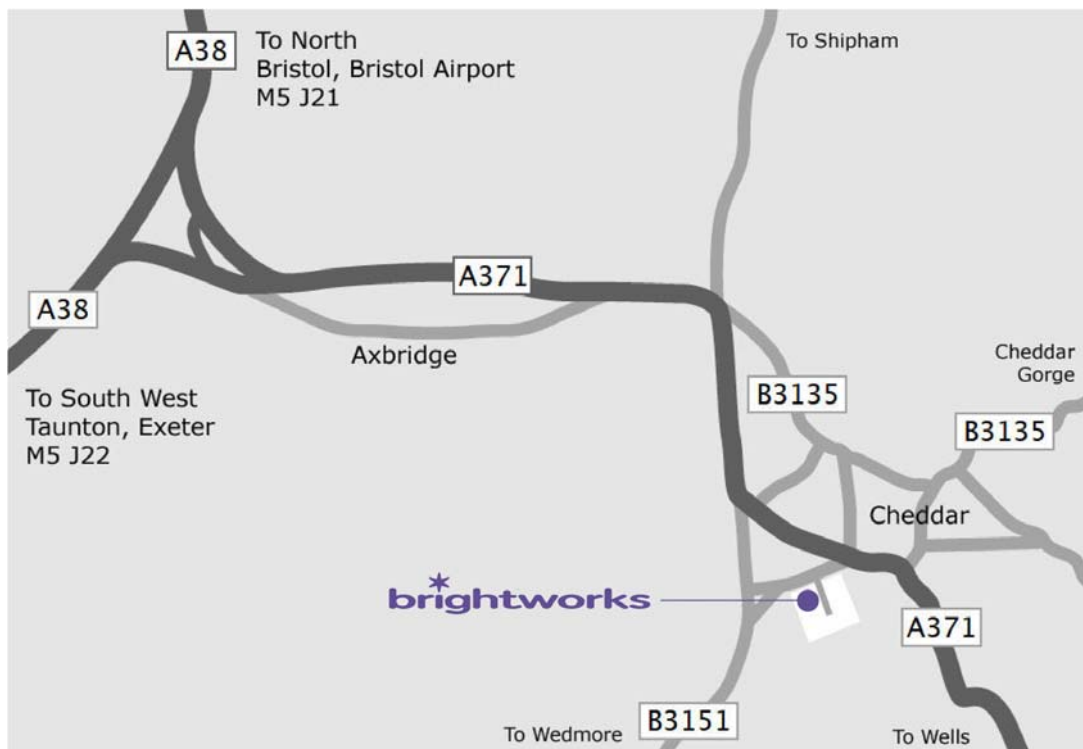 A38
To North
Bristol, Bristol Airport
M5 J21
To Shipham
A371
A38
Axbridge
Cheddar
Gorge
To South West
Taunton, Exeter
M5 J22
B3135
B3135
Cheddar
brightworks
A371
B3151
To Wedmore
To Wells